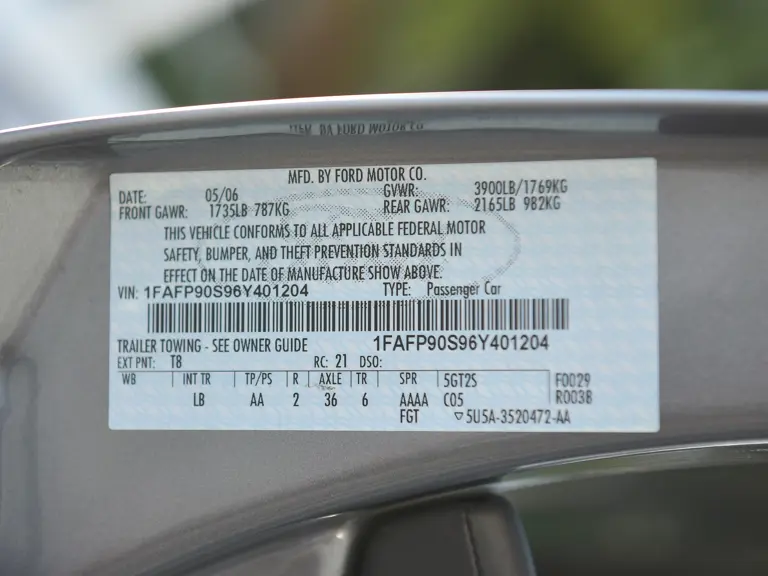 MFD. BY FORD MOTOR CO.
DATE: 05/06 GVWR: 3900LB/1769KG
FRONT GAWR: 1735LB 787KG REAR GAWR: 2165LB 982KG
THIS VEHICLE CONFORMS TO ALL APPLICABLE FEDERAL MOTOR
SAFETY, BUMPER, AND THEFT PREVENTION STANDARDS IN
EFFECT ON THE DATE OF MANUFACTURE SHOW ABOVE.
VIN: 1FAFP90S96Y401204 TYPE: Passenger Car
1FAFP90S96Y401204
TRAILER TOWING - SEE OWNER GUIDE
EXT PNT: T8 RC: 21 DSO:
WB INT TR TP/PS R AXLE TR SPR 5GT2S F0029
LB AA 2 36 6 AAAA C05 R0038
FGT ▽5U5A-3520472-AA